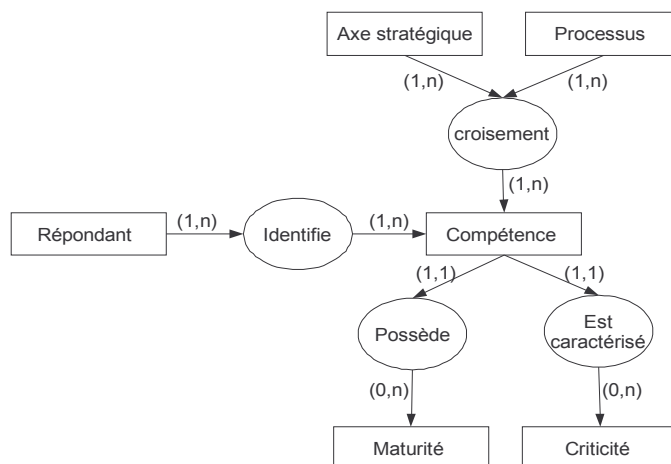 Axe stratégique
Processus
(1,n)
(1,n)
croisement
(1,n)
Répondant
(1,n)
Identifie
(1,n)
Compétence
(1,1)
(1,1)
Possède
Est
caractérisé
(0,n)
(0,n)
Maturité
Criticité